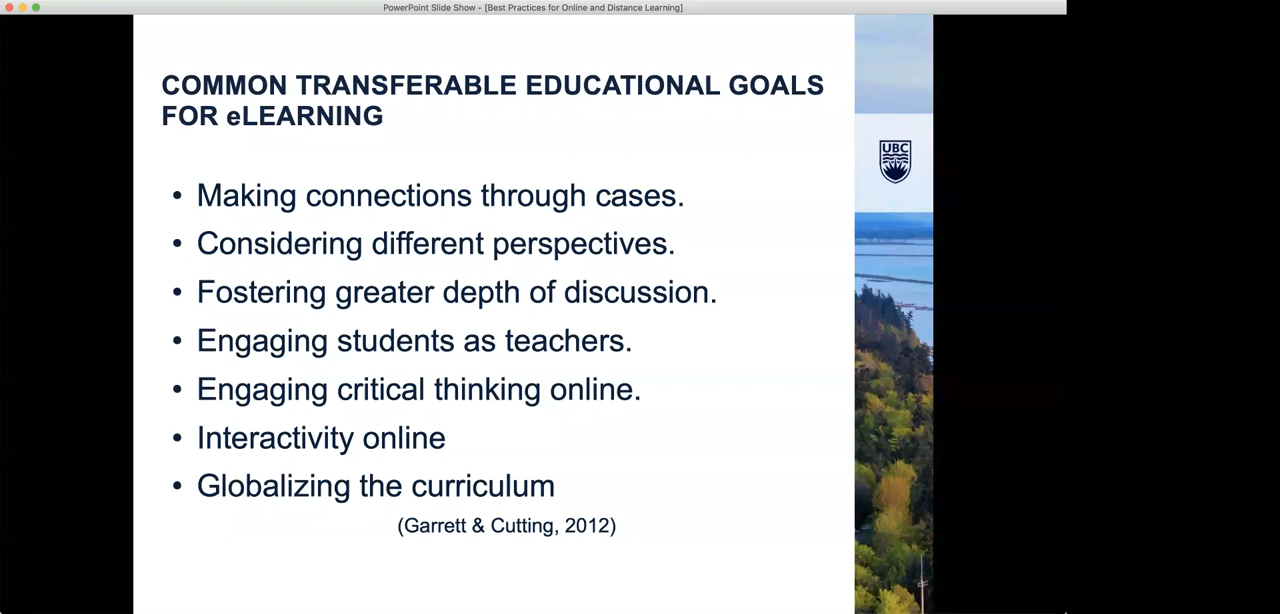 PowerPoint Slide Show - [Best Practices for Online and Distance Learning]
COMMON TRANSFERABLE EDUCATIONAL GOALS
FOR eLEARNING
• Making connections through cases.
• Considering different perspectives.
• Fostering greater depth of discussion.
• Engaging students as teachers.
• Engaging critical thinking online.
• Interactivity online
• Globalizing the curriculum
(Garrett & Cutting, 2012)
UBC